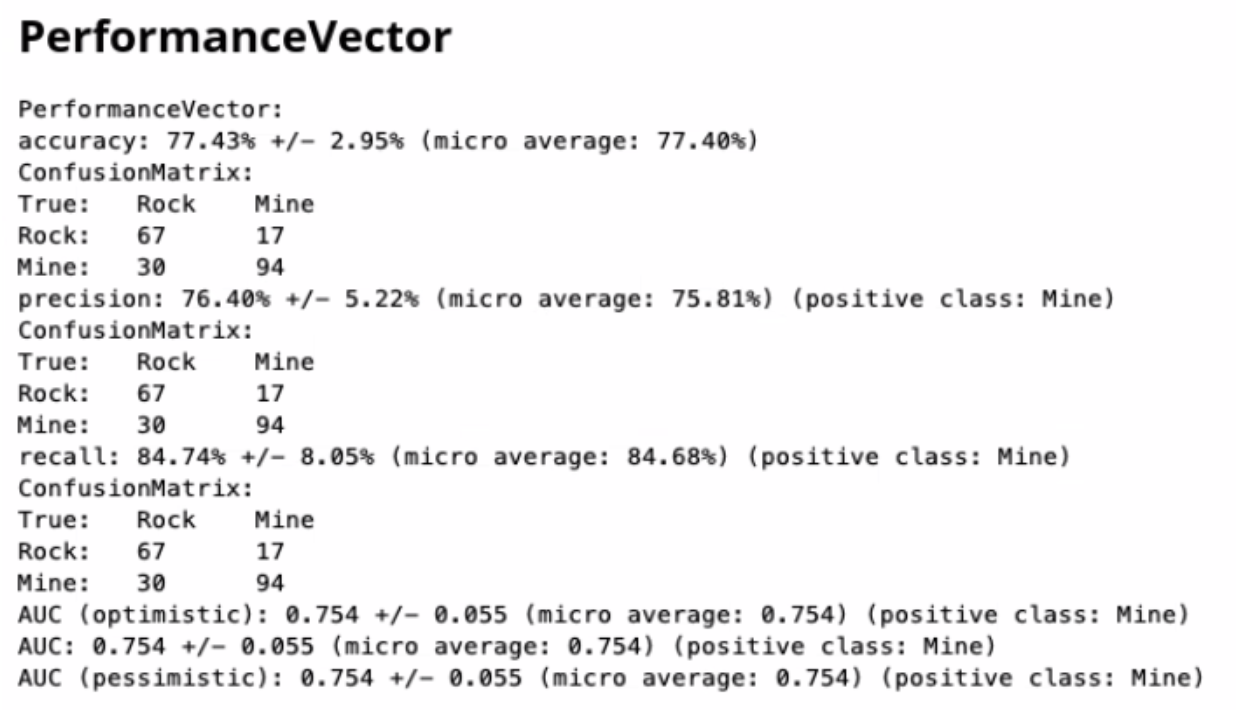 PerformanceVector
PerformanceVector:
accuracy: 77.43% +/- 2.95% (micro average: 77.40%)
ConfusionMatrix:
True:   Rock    Mine
Rock:   67      17
Mine:   30      94
precision: 76.40% +/- 5.22% (micro average: 75.81%) (positive class: Mine)
ConfusionMatrix:
True:   Rock    Mine
Rock:   67      17
Mine:   30      94
recall: 84.74% +/- 8.05% (micro average: 84.68%) (positive class: Mine)
ConfusionMatrix:
True:   Rock    Mine
Rock:   67      17
Mine:   30      94
AUC (optimistic): 0.754 +/- 0.055 (micro average: 0.754) (positive class: Mine)
AUC: 0.754 +/- 0.055 (micro average: 0.754) (positive class: Mine)
AUC (pessimistic): 0.754 +/- 0.055 (micro average: 0.754) (positive class: Mine)